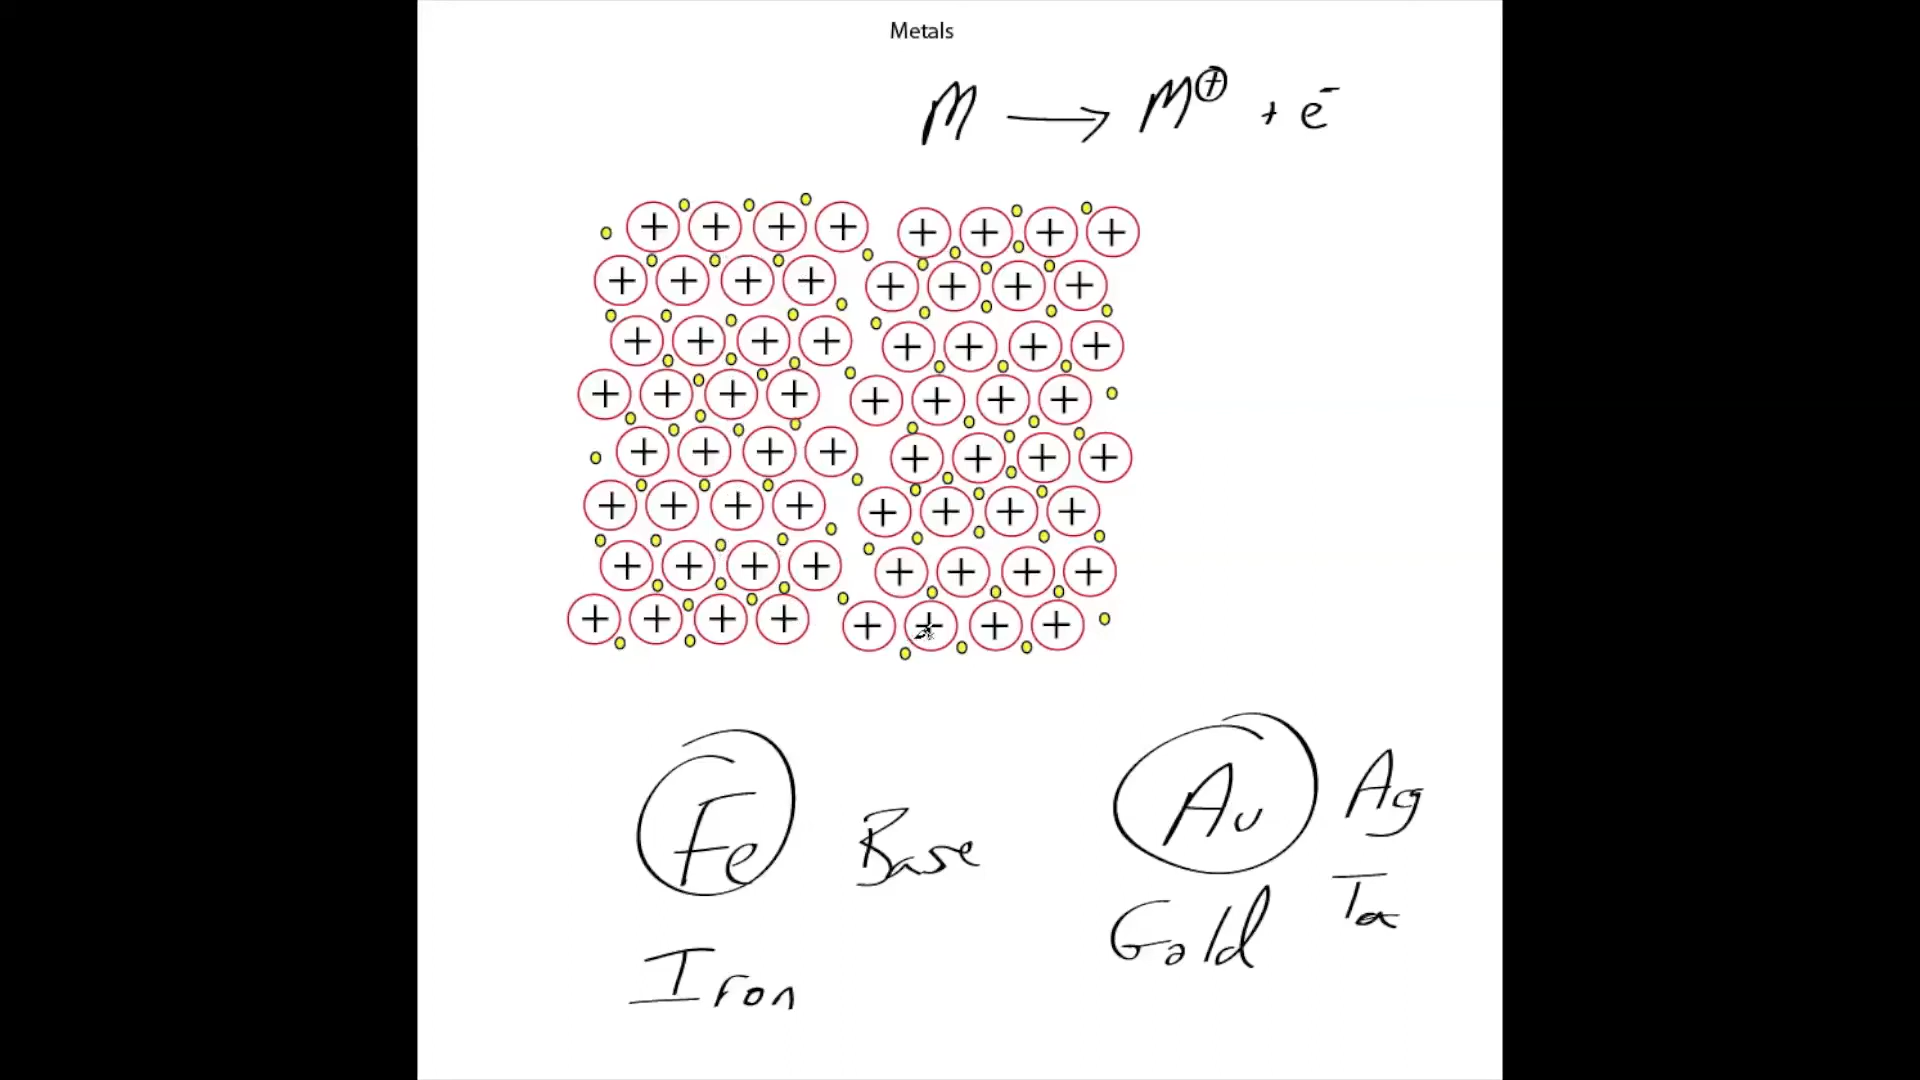 Metals
M → M⊕ + e⁻
+ + + + + + + +
+ + + + + + + +
+ + + + + + + +
+ + + + + + + +
+ + + + + + + +
+ + + + + + + +
+ + + + + + + +
+ + + + + + + +
Fe Base Au Ag
Iron Gold Ta